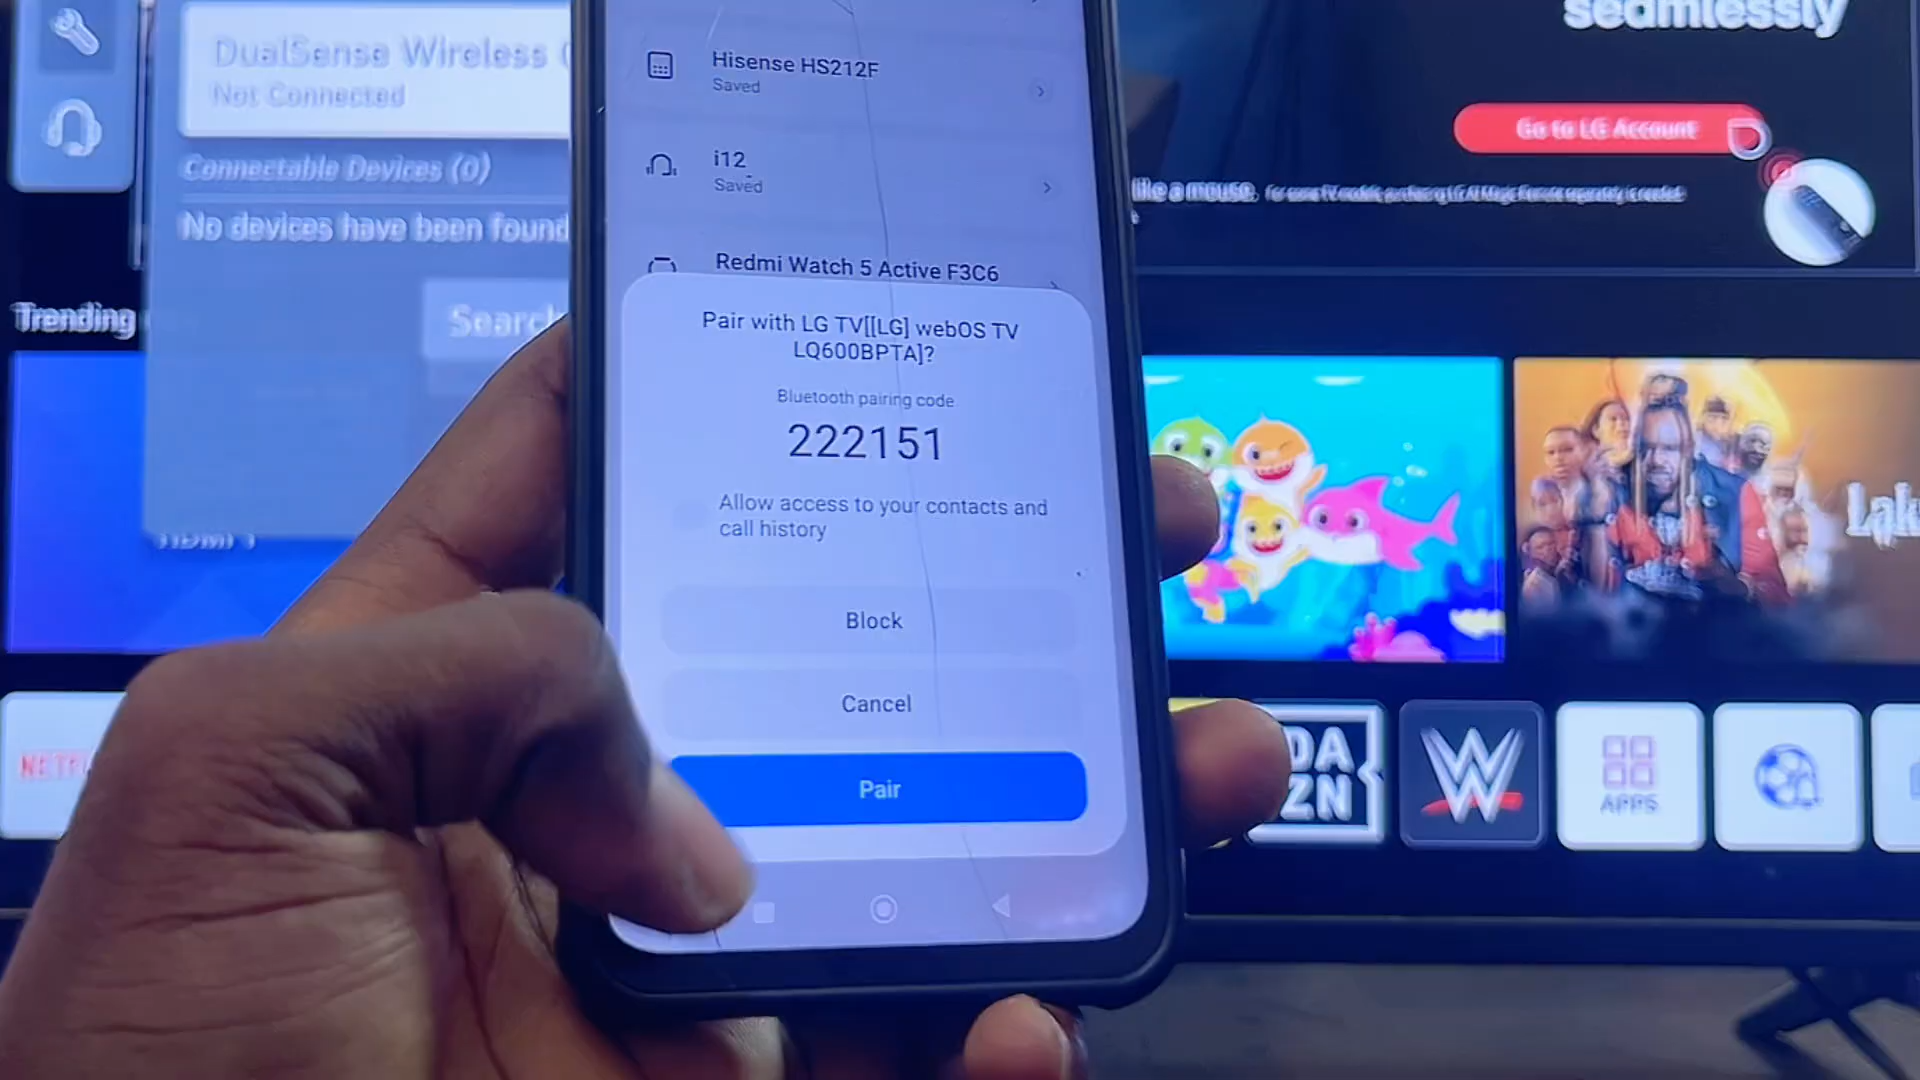 DualSense Wireless
Not Connected
Connectable Devices (0)
No devices have been found
Search
Trending
HDMI 1
Hisense HS212F
Saved
i12
Saved
Redmi Watch 5 Active F3C6
Pair with LG TV[[LG] webOS TV
LQ600BPTA]?
Bluetooth pairing code
222151
Allow access to your contacts and
call history
Block
Cancel
Pair
seamlessly
Go to LG Account
like a mouse.
DA
ZN
W
APPS